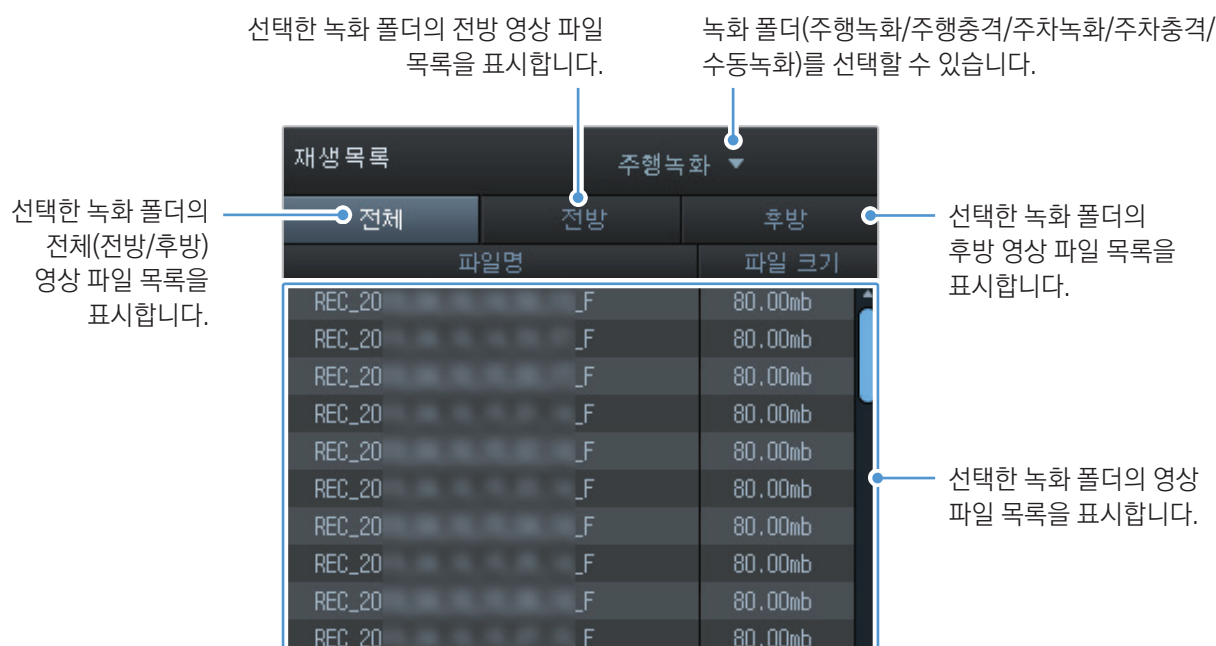 선택한 녹화 폴더의 전방 영상 파일
목록을 표시합니다.
녹화 폴더(주행녹화/주행충격/주차녹화/주차충격/
수동녹화)를 선택할 수 있습니다.
재생목록 주행녹화
선택한 녹화 폴더의
전체(전방/후방)
영상 파일 목록을
표시합니다.
전체 전방 후방
선택한 녹화 폴더의
후방 영상 파일 목록을
표시합니다.
파일명 파일 크기
REC_20 _F 80.00mb
REC_20 _F 80.00mb
REC_20 _F 80.00mb
REC_20 _F 80.00mb
REC_20 _F 80.00mb
REC_20 _F 80.00mb
REC_20 _F 80.00mb
REC_20 _F 80.00mb
REC_20 _F 80.00mb
REC_20 _F 80.00mb
선택한 녹화 폴더의 영상
파일 목록을 표시합니다.